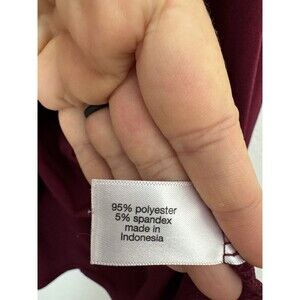 95% polyester
5% spandex
made in
Indonesia